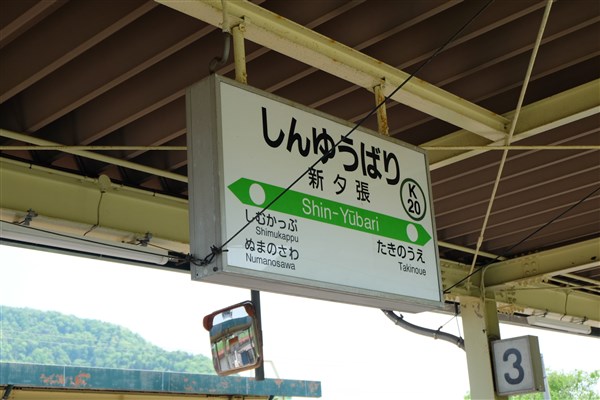 しんゆうばり
新夕張
K
20
Shin-Yūbari
しむかっぷ
Shimukappu
ぬまのさわ
Numanosawa
たきのうえ
Takinoue
3